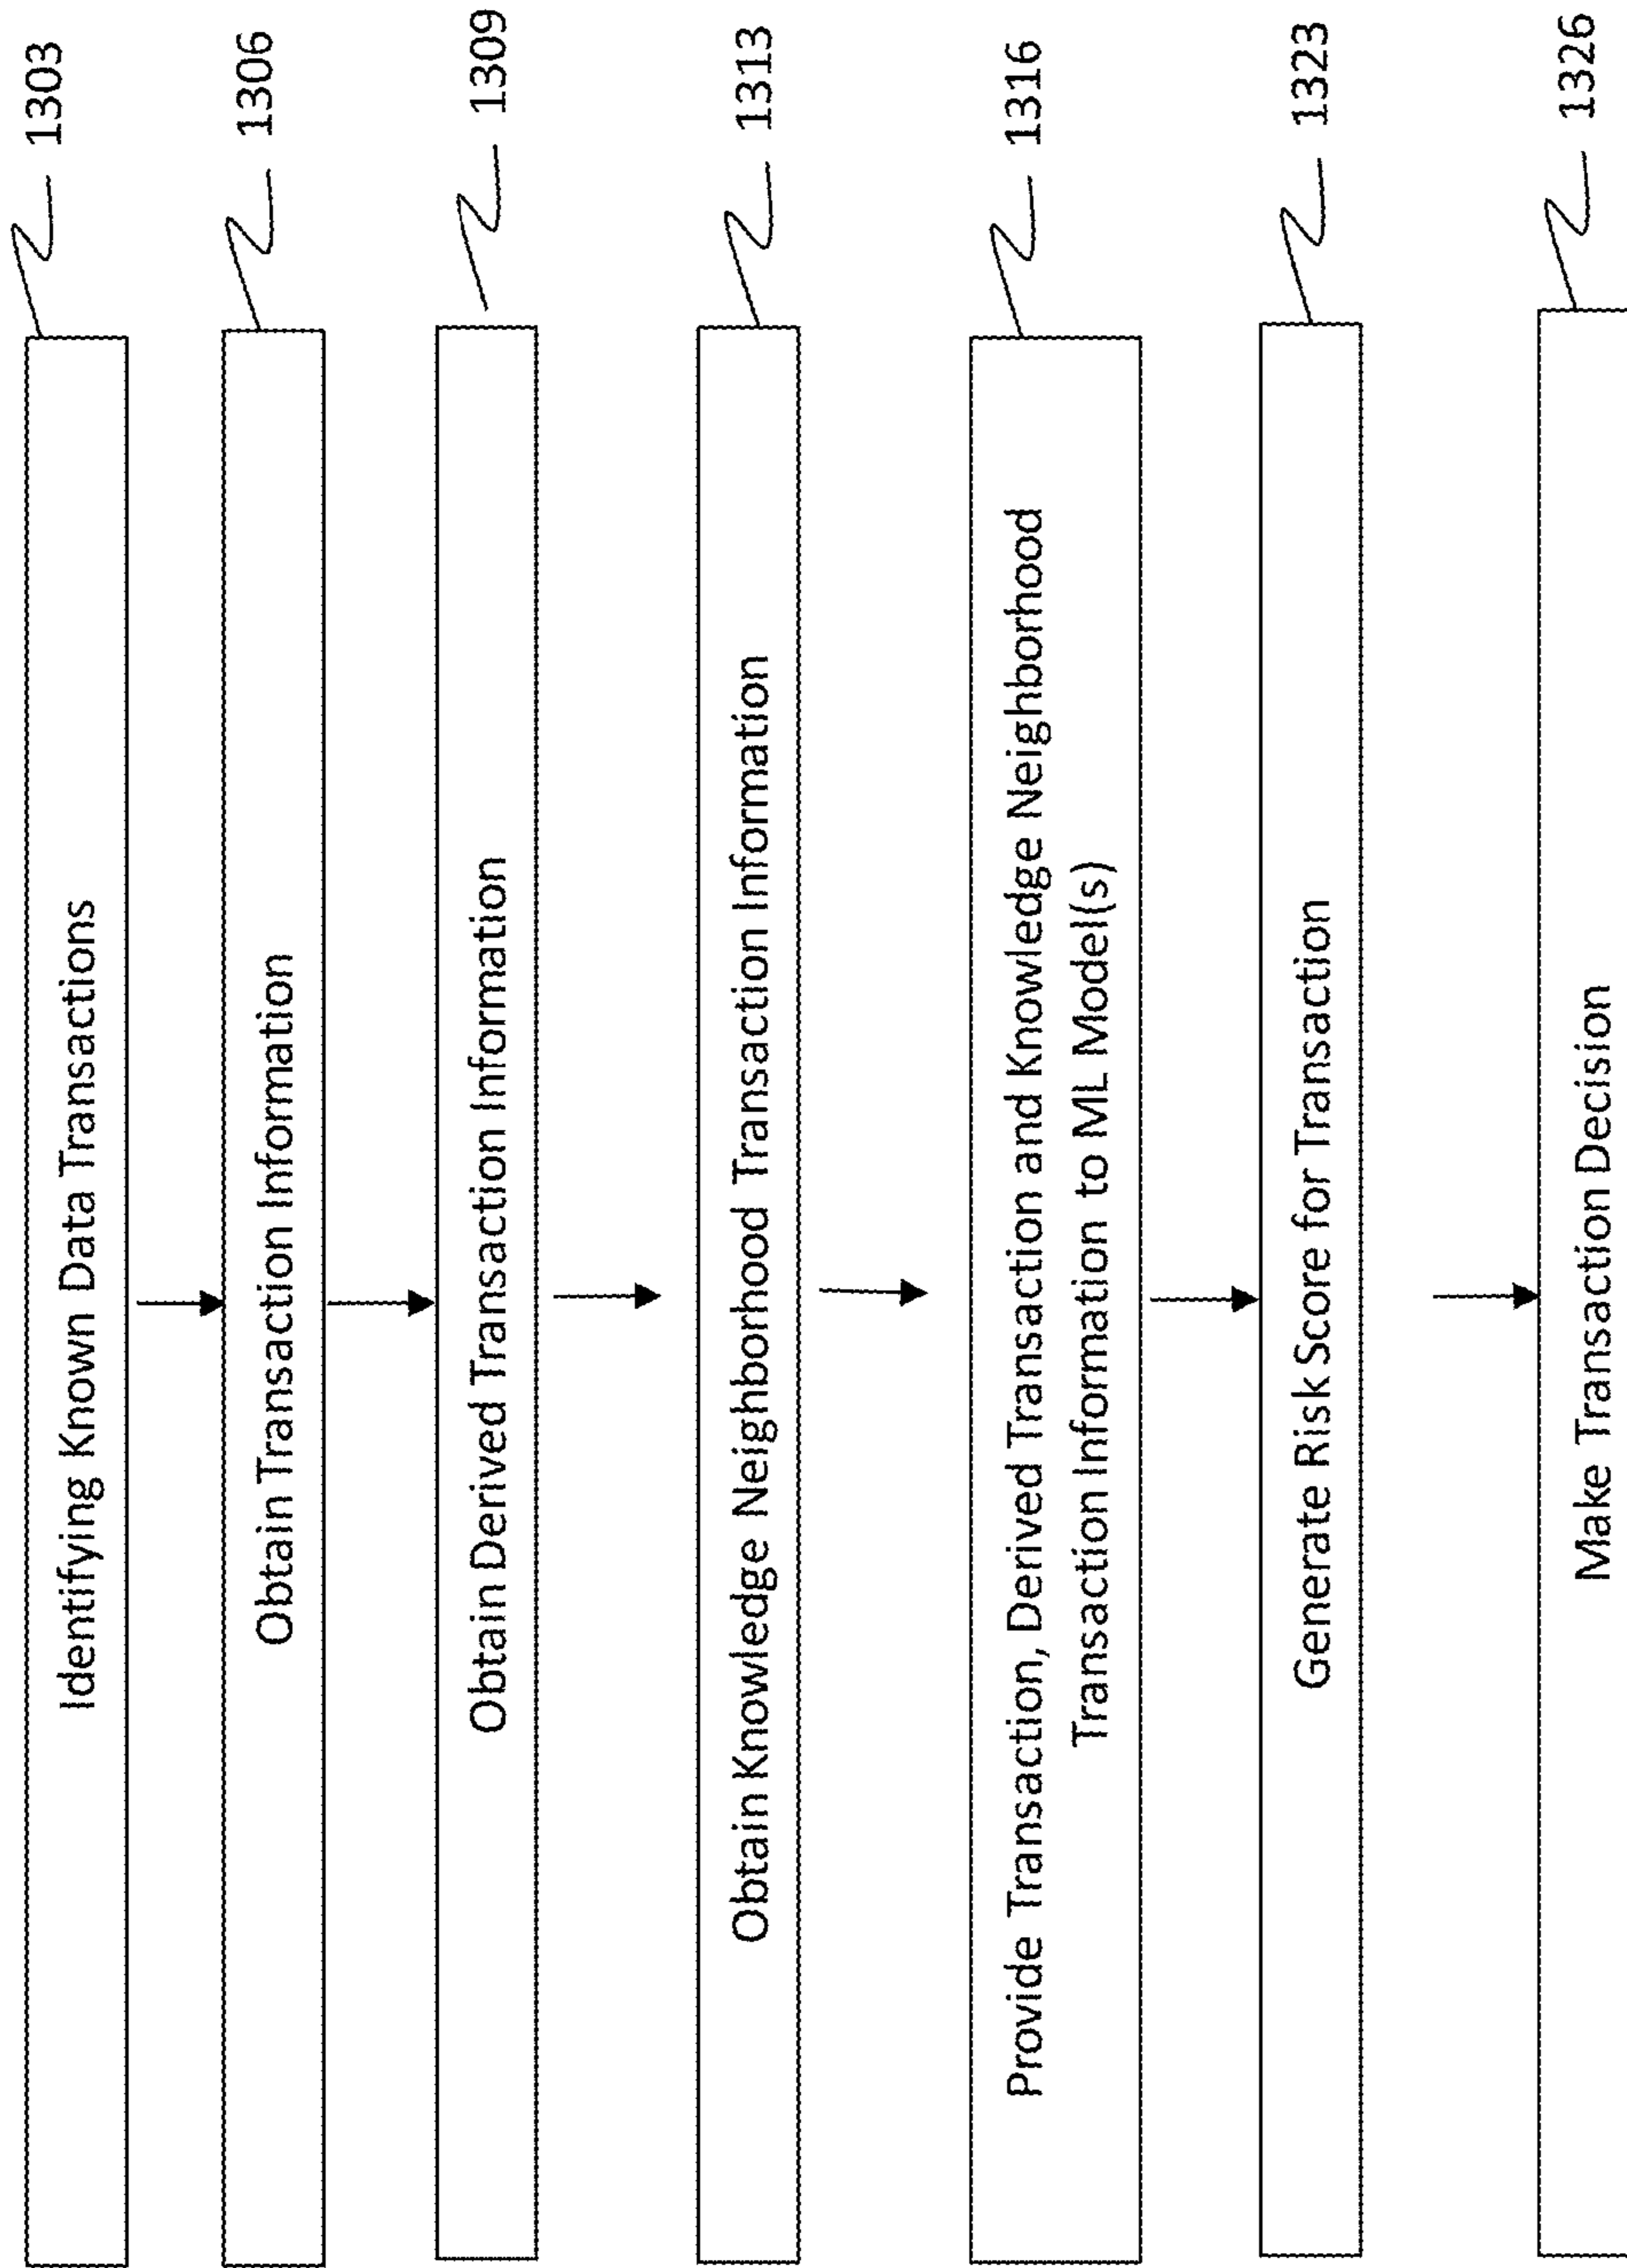 Identifying Known Data Transactions
1303
Obtain Transaction Information
1306
Obtain Derived Transaction Information
1309
Obtain Knowledge Neighborhood Transaction Information
1313
Provide Transaction, Derived Transaction and Knowledge Neighborhood
Transaction Information to ML Model(s)
1316
Generate Risk Score for Transaction
1323
Make Transaction Decision
1326